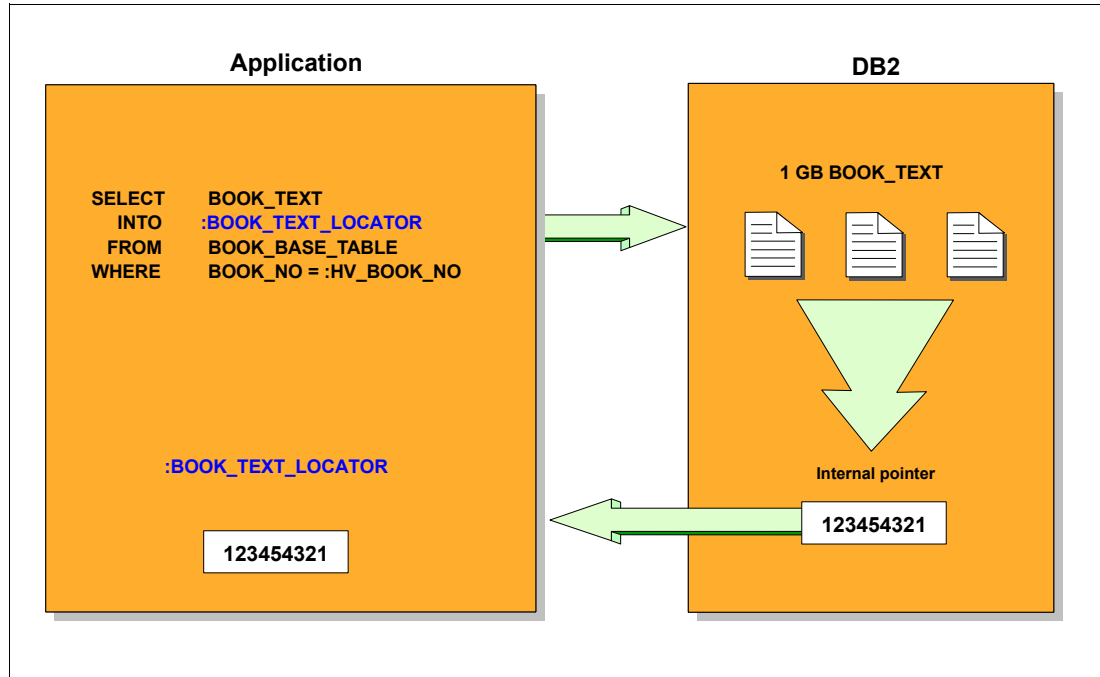 Application
DB2
SELECT BOOK_TEXT
INTO :BOOK_TEXT_LOCATOR
FROM BOOK_BASE_TABLE
WHERE BOOK_NO = :HV_BOOK_NO
1 GB BOOK_TEXT
:BOOK_TEXT_LOCATOR
123454321
Internal pointer
123454321